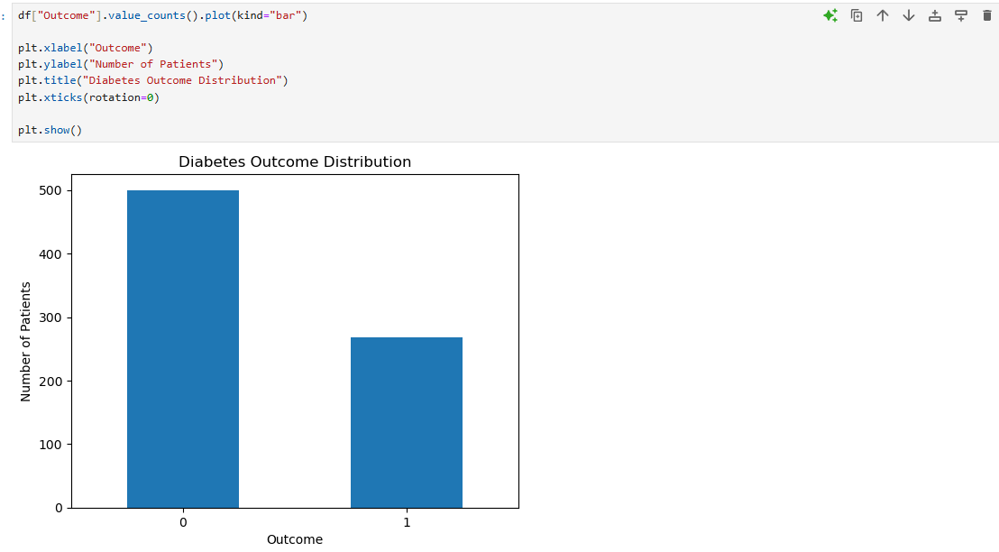 :
df["Outcome"].value_counts().plot(kind="bar")
plt.xlabel("Outcome")
plt.ylabel("Number of Patients")
plt.title("Diabetes Outcome Distribution")
plt.xticks(rotation=0)
plt.show()
Diabetes Outcome Distribution
500
400
300
200
100
0
Number of Patients
0 1
Outcome